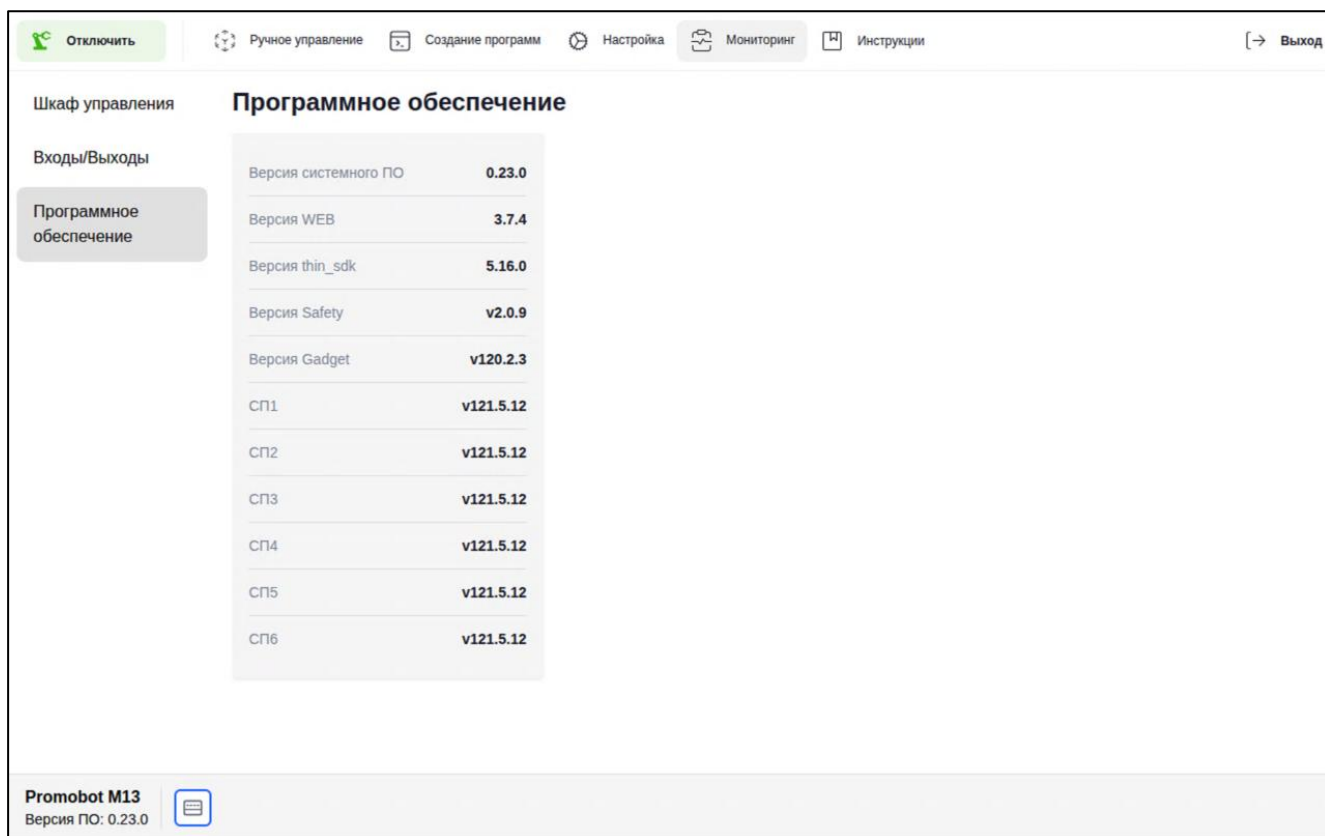 Отключить
Ручное управление
Создание программ
Настройка
Мониторинг
Инструкции
Выход
Шкаф управления
Входы/Выходы
Программное
обеспечение
Программное обеспечение
Версия системного ПО 0.23.0
Версия WEB 3.7.4
Версия thin_sdk 5.16.0
Версия Safety v2.0.9
Версия Gadget v120.2.3
СП1 v121.5.12
СП2 v121.5.12
СП3 v121.5.12
СП4 v121.5.12
СП5 v121.5.12
СП6 v121.5.12
Promobot M13
Версия ПО: 0.23.0